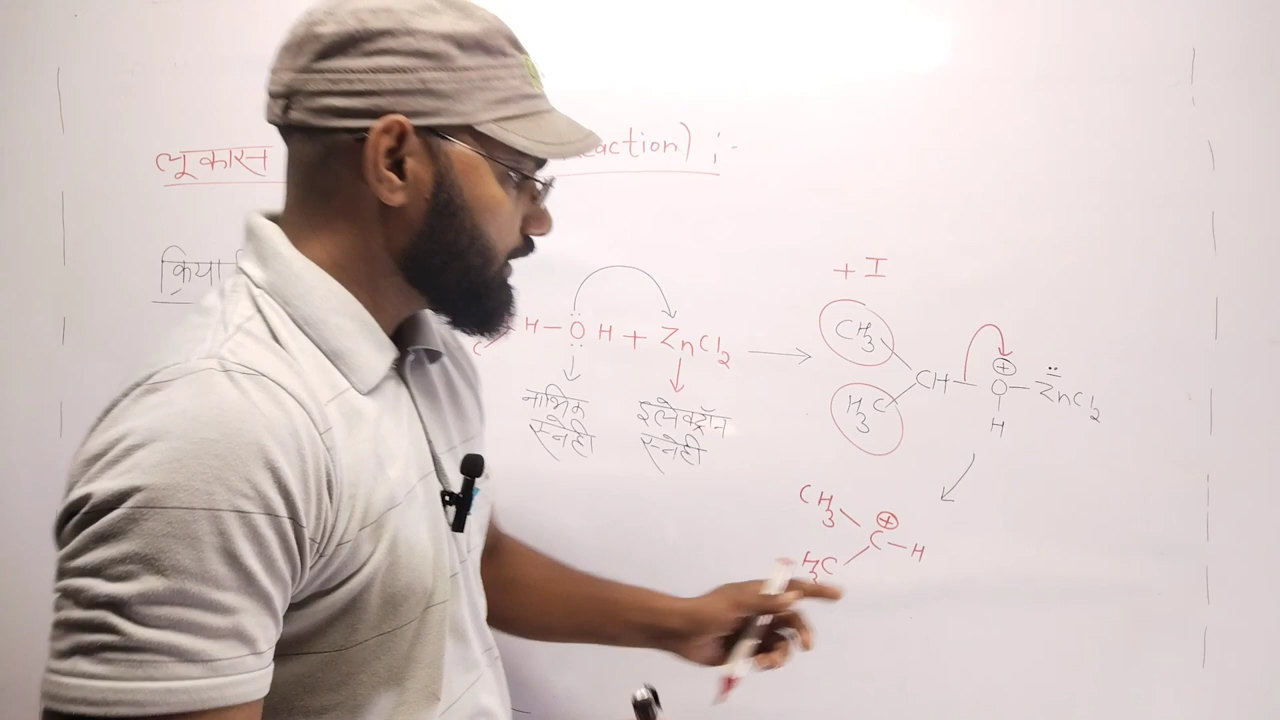 लूकास eaction) ;-
क्रिया
+ I
H – Ö H + ZnCl2 ⟶
CH3
H3C
CH – O – ZnCl2
⊕
H
नाभिक स्नेही
इलेक्ट्रॉन स्नेही
CH3
H3C
⊕
C – H